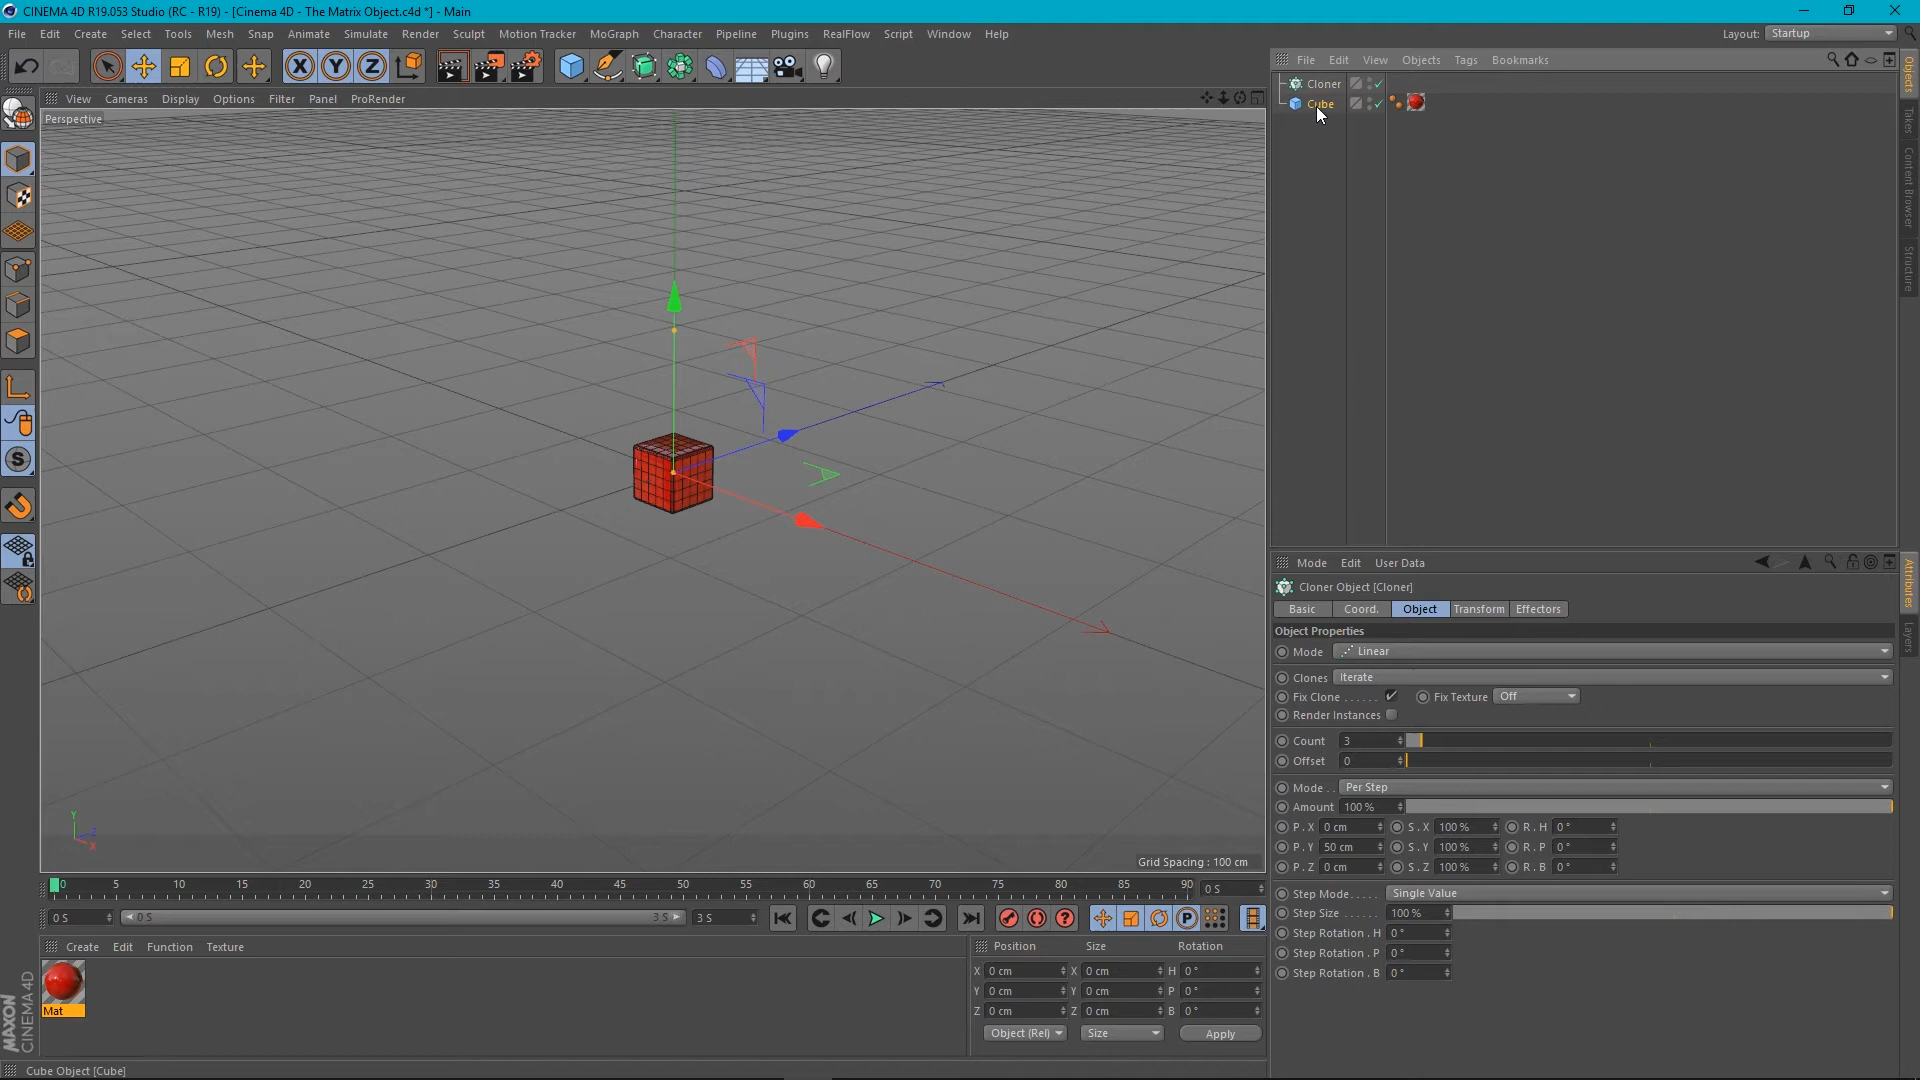 CINEMA 4D R19.053 Studio (RC - R19) - [Cinema 4D - The Matrix Object.c4d *] - Main
File Edit Create Select Tools Mesh Snap Animate Simulate Render Sculpt Motion Tracker MoGraph Character Pipeline Plugins RealFlow Script Window Help
Layout: Startup
File Edit View Objects Tags Bookmarks
Cloner
Cube
Objects
Takes
Content Browser
Structure
View Cameras Display Options Filter Panel ProRender
Perspective
Y
Z
X
Grid Spacing : 100 cm
0 5 10 15 20 25 30 35 40 45 50 55 60 65 70 75 80 85 90 0 S
0 S 0 S 3 S 3 S
Create Edit Function Texture
Mat
MAXON
CINEMA 4D
Position Size Rotation
X 0 cm X 0 cm H 0 °
Y 0 cm Y 0 cm P 0 °
Z 0 cm Z 0 cm B 0 °
Object (Rel) Size Apply
Cube Object [Cube]
Mode Edit User Data
Cloner Object [Cloner]
Basic Coord. Object Transform Effectors
Object Properties
Mode Linear
Clones Iterate
Fix Clone . . . . . . Fix Texture Off
Render Instances
Count 3
Offset 0
Mode . . Per Step
Amount 100 %
P . X 0 cm S . X 100 % R . H 0 °
P . Y 50 cm S . Y 100 % R . P 0 °
P . Z 0 cm S . Z 100 % R . B 0 °
Step Mode. . . . . Single Value
Step Size . . . . . . 100 %
Step Rotation . H 0 °
Step Rotation . P 0 °
Step Rotation . B 0 °
Attributes
Layers